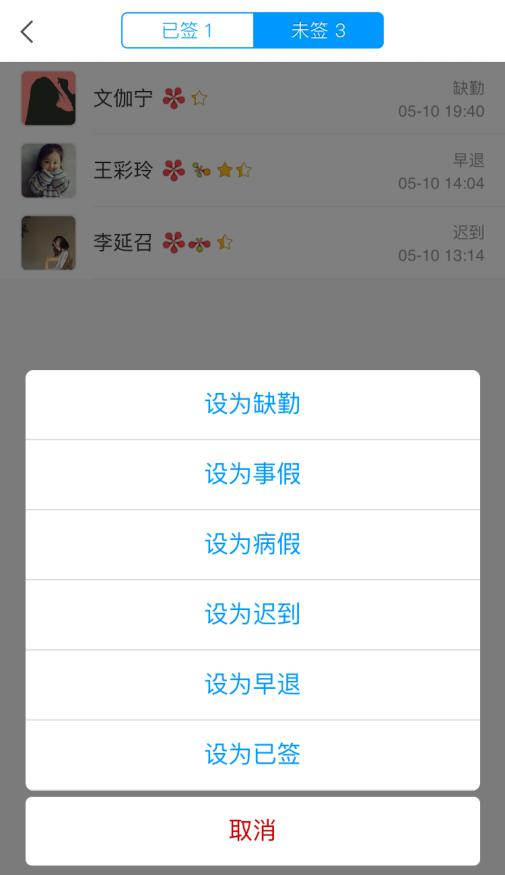 已签 1
未签 3
文伽宁
缺勤
05-10 19:40
王彩玲
早退
05-10 14:04
李延召
迟到
05-10 13:14
设为缺勤
设为事假
设为病假
设为迟到
设为早退
设为已签
取消